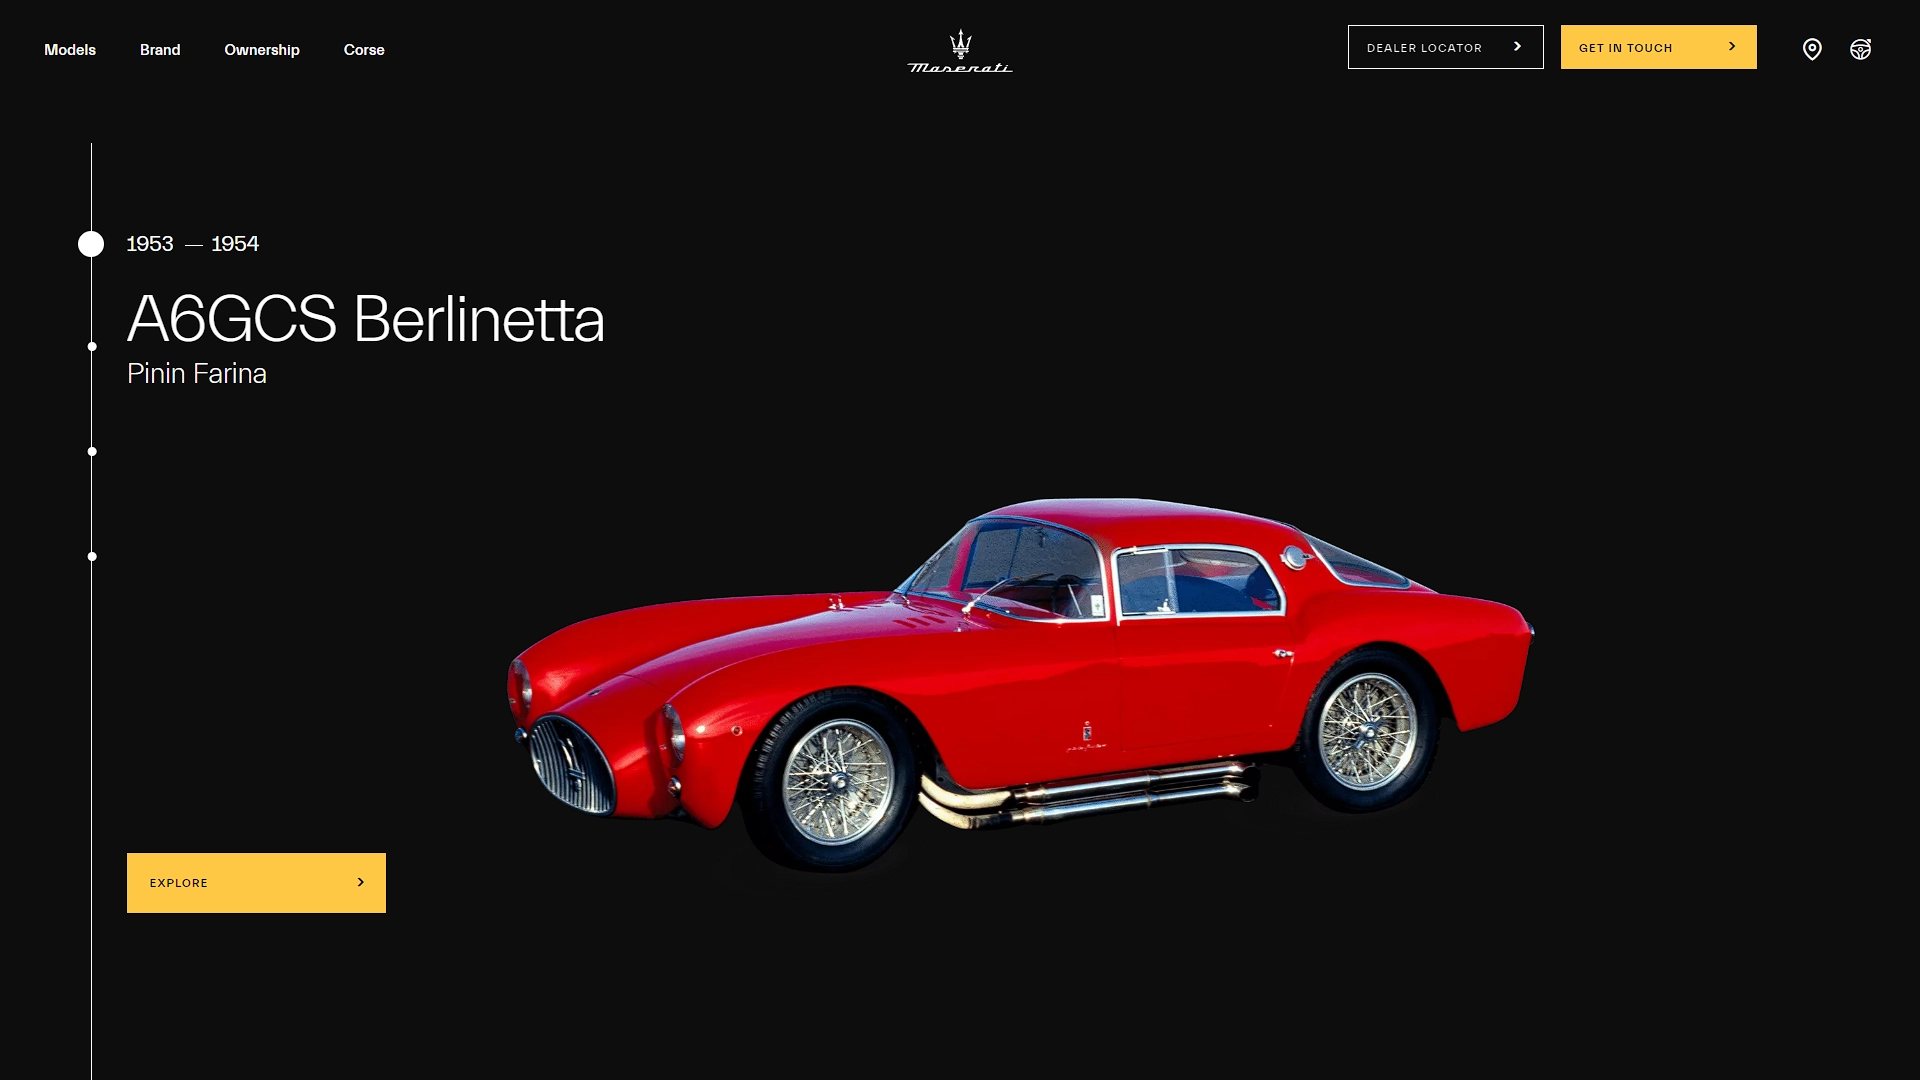 Models
Brand
Ownership
Corse
Maserati
DEALER LOCATOR
GET IN TOUCH
1953 — 1954
A6GCS Berlinetta
Pinin Farina
EXPLORE